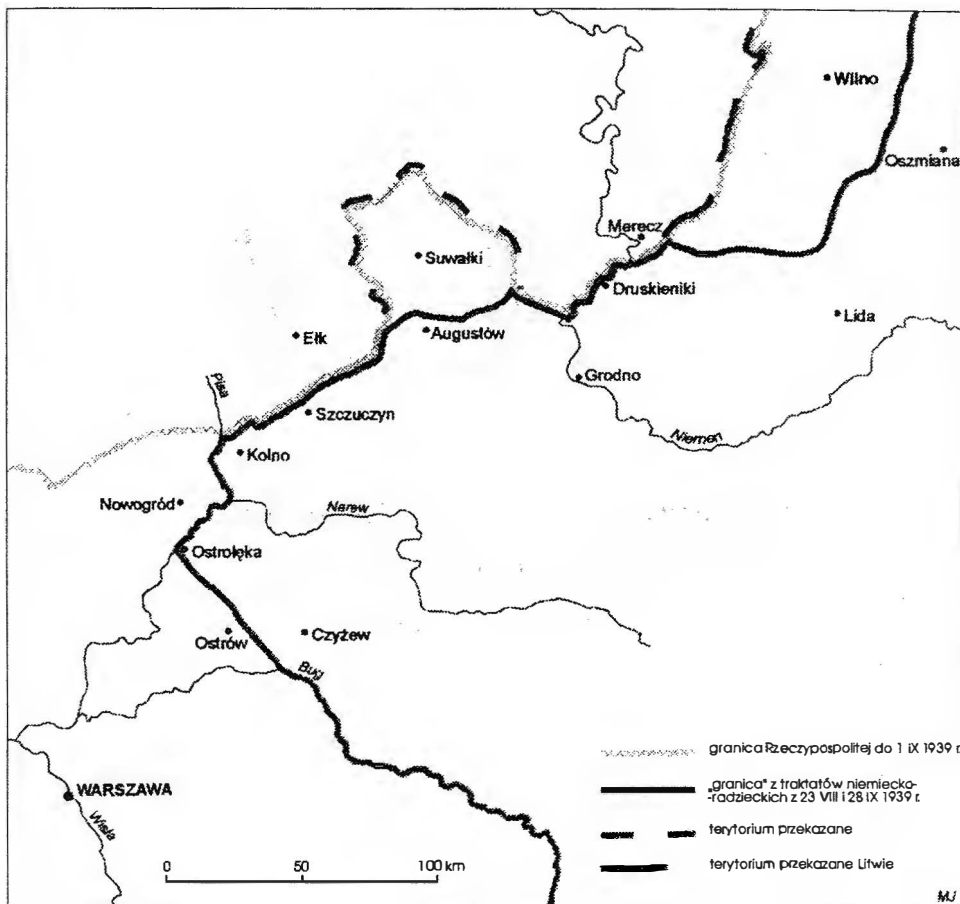 Wilno
Oszmiana
Merecz
Suwałki
Druskieniki
Lida
Augustów
Ełk
Grodno
Pisa
Szczuczyn
Niemen
Kolno
Nowogród
Narew
Ostrołęka
Ostrów
Czyżew
Bug
WARSZAWA
Wisła
0 50 100 km
granica Rzeczypospolitej do 1 IX 1939 r.
„granica" z traktatów niemiecko-
-radzieckich z 23 VIII i 28 IX 1939 r.
terytorium przekazane
terytorium przekazane Litwie
MJ